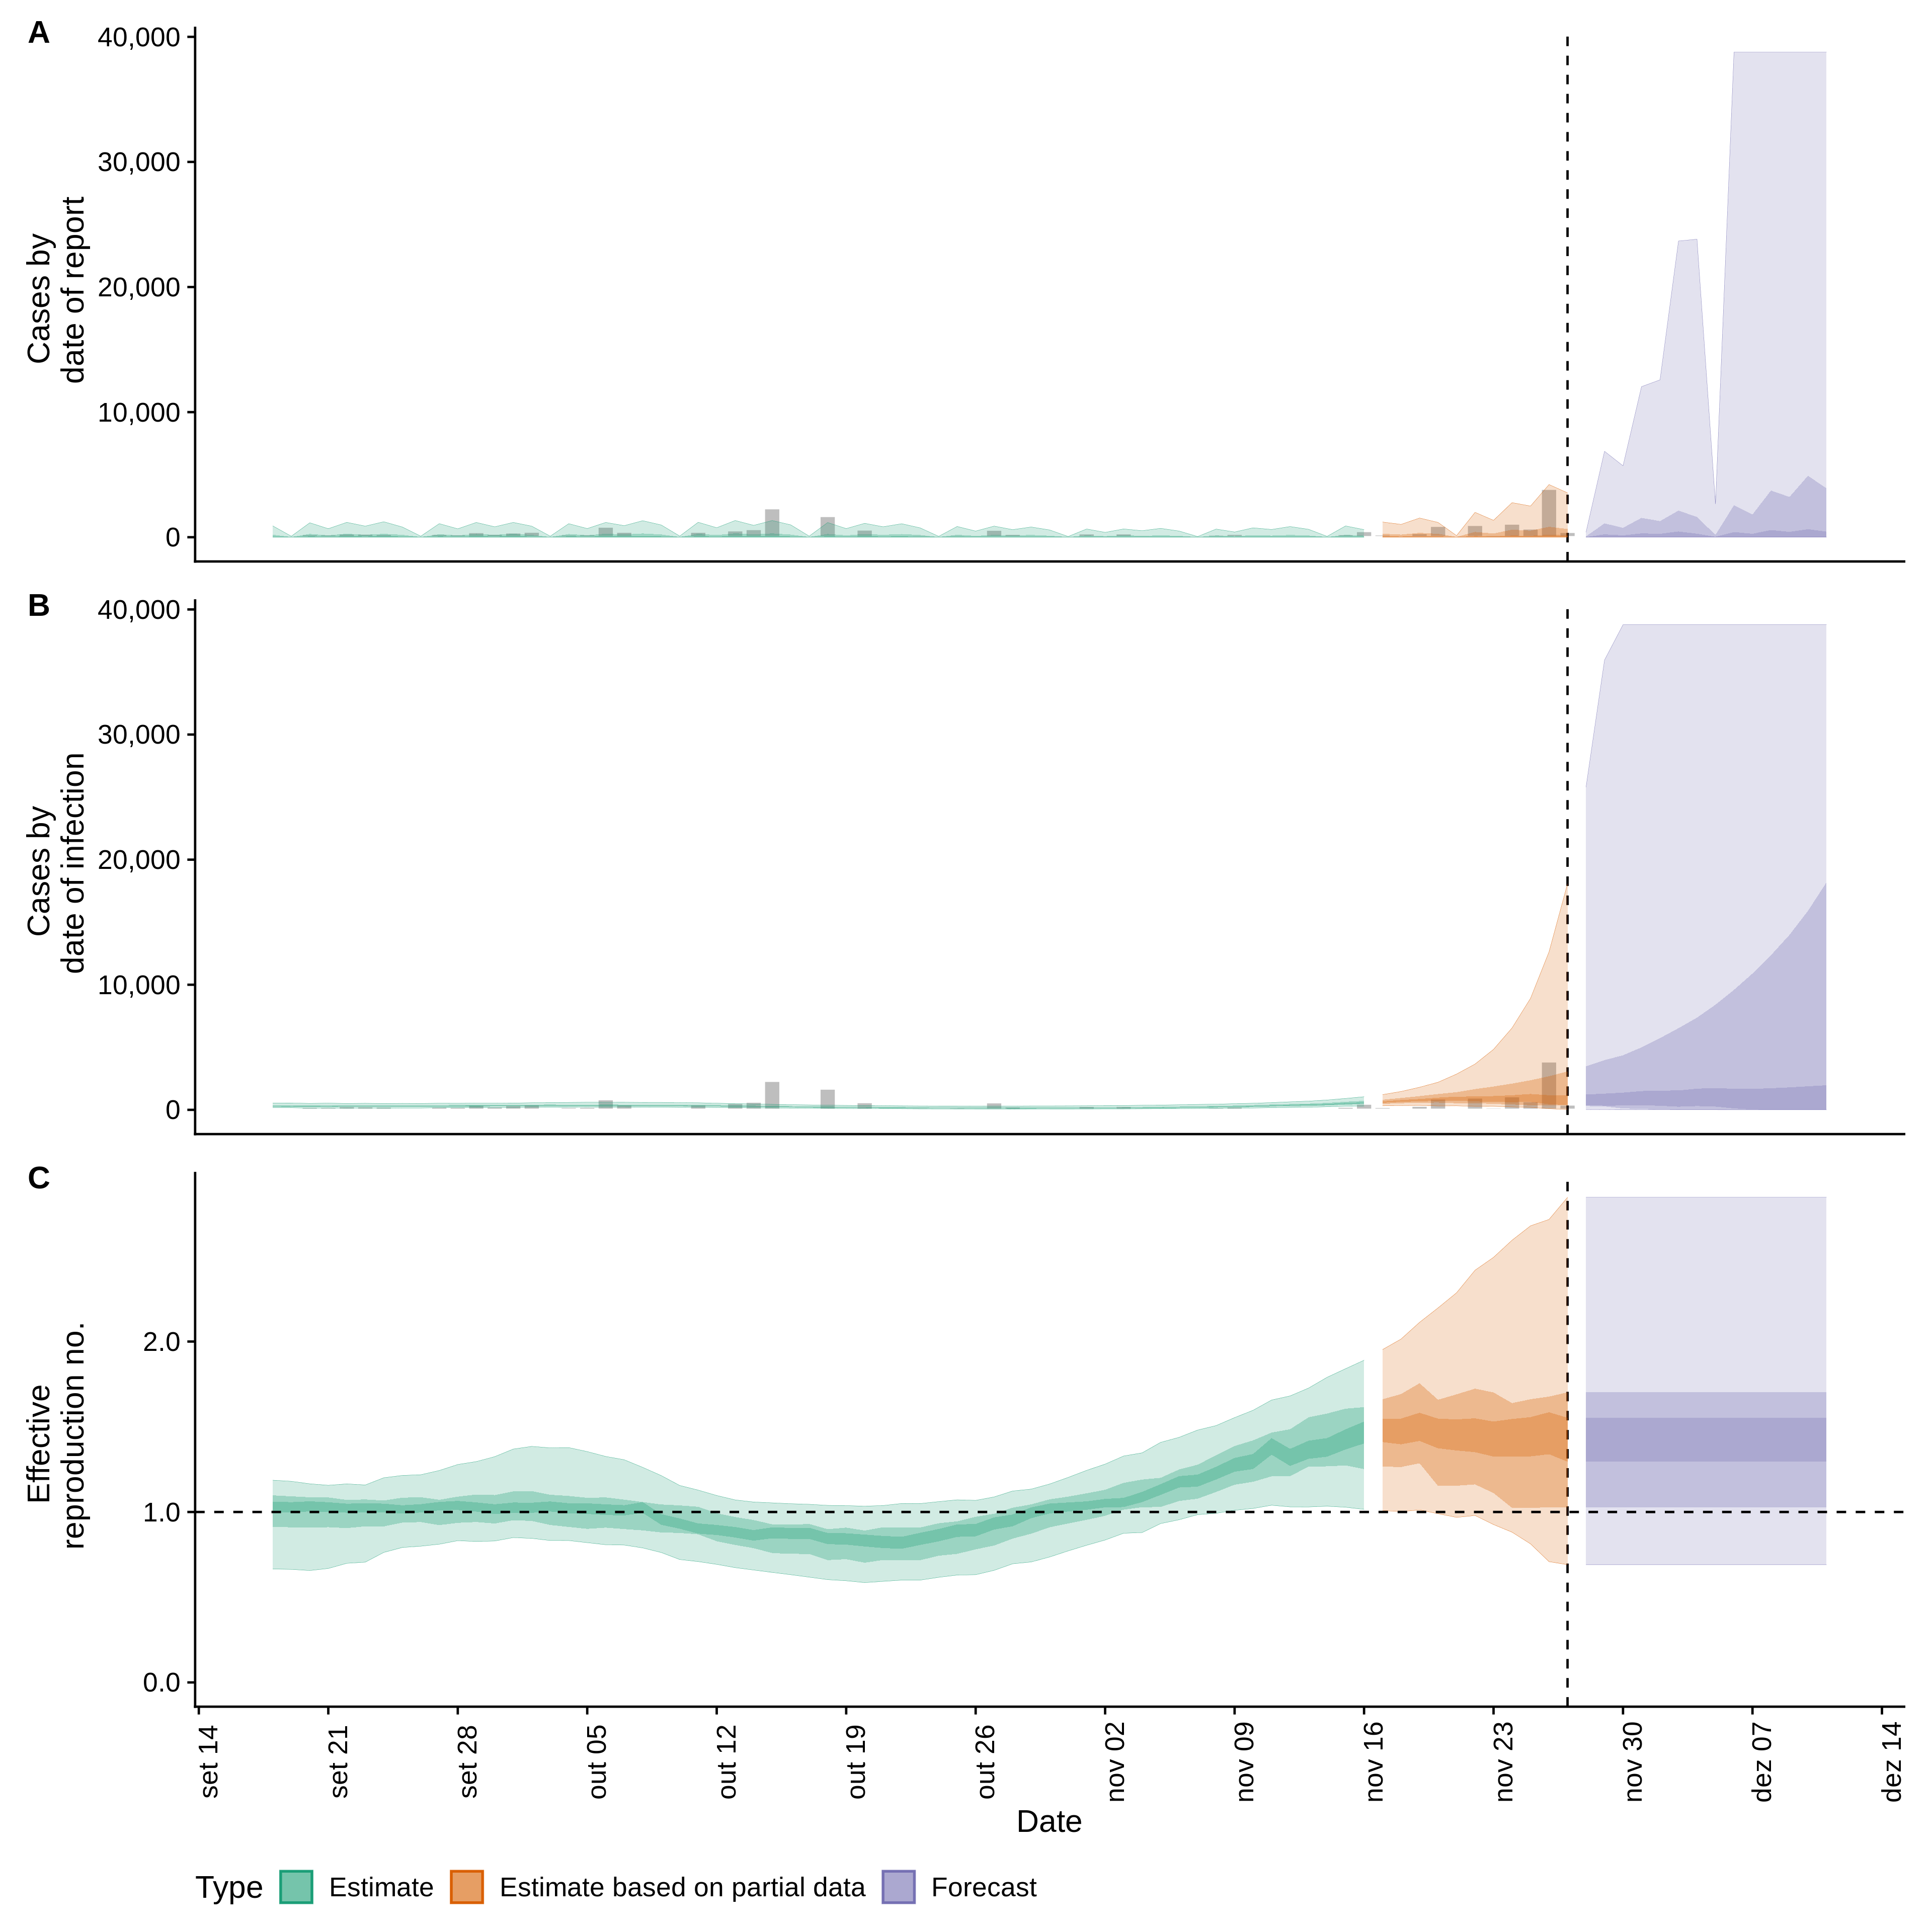 A
40,000
30,000
20,000
10,000
0
Cases by
date of report
B
40,000
30,000
20,000
10,000
0
Cases by
date of infection
C
2.0
1.0
0.0
Effective
reproduction no.
set 14
set 21
set 28
out 05
out 12
out 19
out 26
nov 02
nov 09
nov 16
nov 23
nov 30
dez 07
dez 14
Date
Type Estimate Estimate based on partial data Forecast